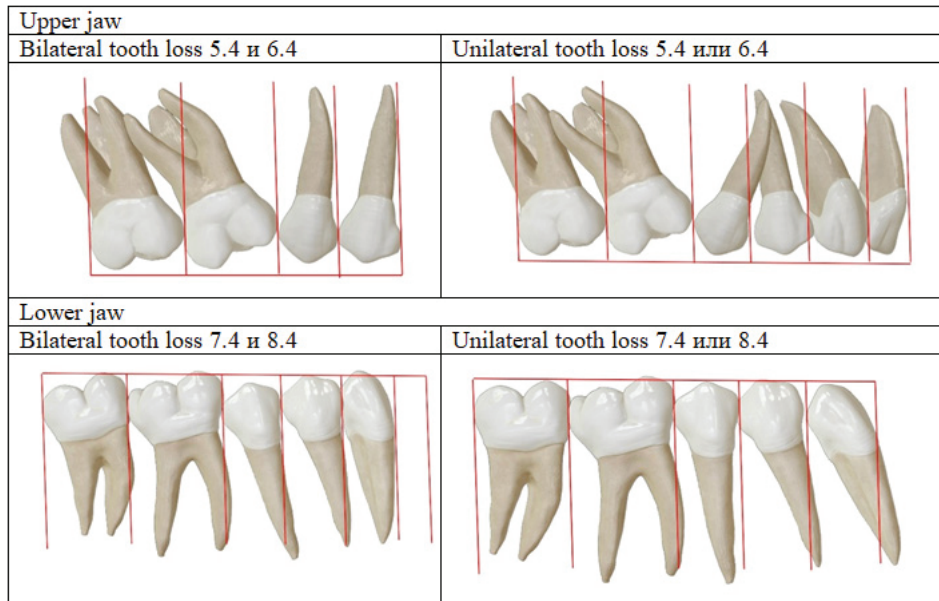 Upper jaw
Bilateral tooth loss 5.4 и 6.4
Unilateral tooth loss 5.4 или 6.4
Lower jaw
Bilateral tooth loss 7.4 и 8.4
Unilateral tooth loss 7.4 или 8.4